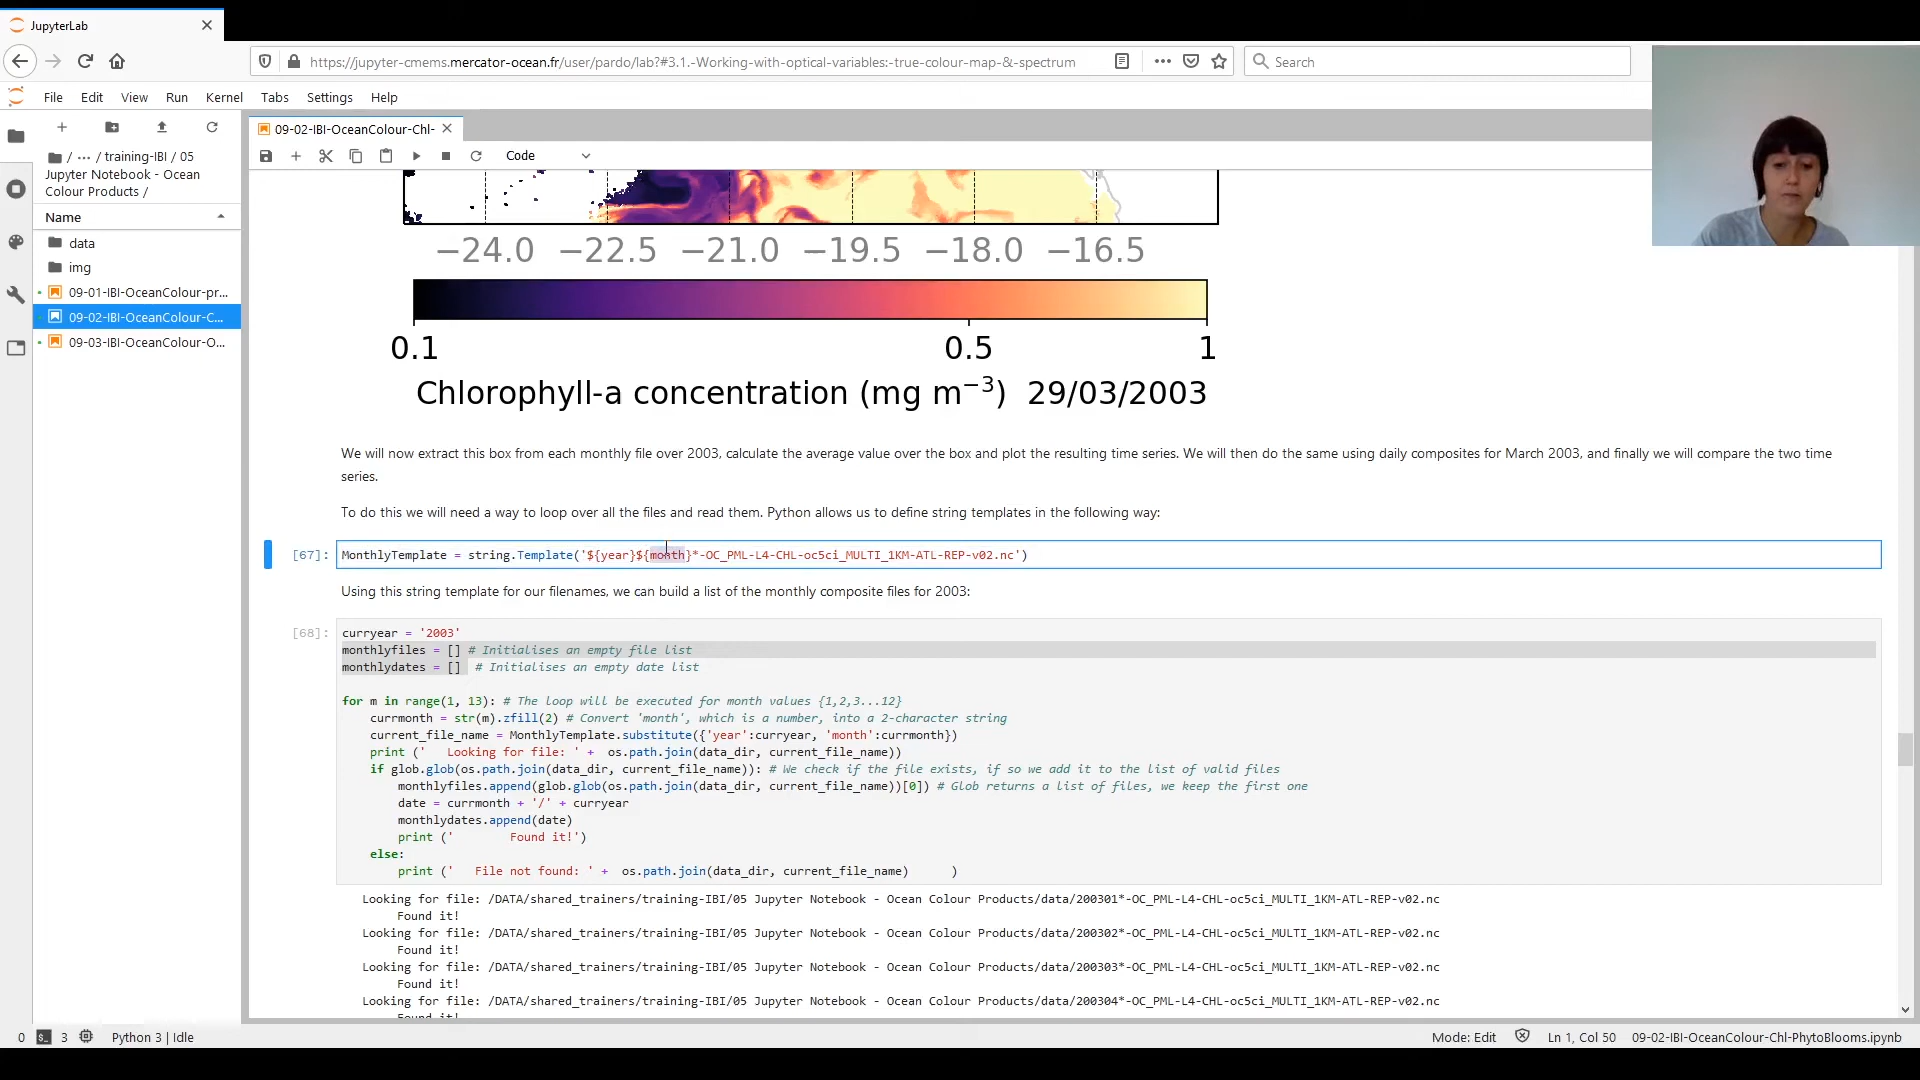 JupyterLab
https://jupyter-cmems.mercator-ocean.fr/user/pardo/lab?#3.1.-Working-with-optical-variables:-true-colour-map-&-spectrum
Search
File Edit View Run Kernel Tabs Settings Help
09-02-IBI-OceanColour-Chl-
/ ... / training-IBI / 05
Jupyter Notebook - Ocean
Colour Products /
Code
Name
data
img
09-01-IBI-OceanColour-pr...
09-02-IBI-OceanColour-C...
09-03-IBI-OceanColour-O...
−24.0 −22.5 −21.0 −19.5 −18.0 −16.5
0.1 0.5 1
Chlorophyll-a concentration (mg m⁻³) 29/03/2003
We will now extract this box from each monthly file over 2003, calculate the average value over the box and plot the resulting time series. We will then do the same using daily composites for March 2003, and finally we will compare the two time
series.
To do this we will need a way to loop over all the files and read them. Python allows us to define string templates in the following way:
[67]: MonthlyTemplate = string.Template('${year}${month}*-OC_PML-L4-CHL-oc5ci_MULTI_1KM-ATL-REP-v02.nc')
Using this string template for our filenames, we can build a list of the monthly composite files for 2003:
[68]: curryear = '2003'
monthlyfiles = [] # Initialises an empty file list
monthlydates = [] # Initialises an empty date list
for m in range(1, 13): # The loop will be executed for month values {1,2,3...12}
currmonth = str(m).zfill(2) # Convert 'month', which is a number, into a 2-character string
current_file_name = MonthlyTemplate.substitute({'year':curryear, 'month':currmonth})
print ('   Looking for file: ' +  os.path.join(data_dir, current_file_name))
if glob.glob(os.path.join(data_dir, current_file_name)): # We check if the file exists, if so we add it to the list of valid files
monthlyfiles.append(glob.glob(os.path.join(data_dir, current_file_name))[0]) # Glob returns a list of files, we keep the first one
date = currmonth + '/' + curryear
monthlydates.append(date)
print ('        Found it!')
else:
print ('   File not found: ' +  os.path.join(data_dir, current_file_name)      )
Looking for file: /DATA/shared_trainers/training-IBI/05 Jupyter Notebook - Ocean Colour Products/data/200301*-OC_PML-L4-CHL-oc5ci_MULTI_1KM-ATL-REP-v02.nc
Found it!
Looking for file: /DATA/shared_trainers/training-IBI/05 Jupyter Notebook - Ocean Colour Products/data/200302*-OC_PML-L4-CHL-oc5ci_MULTI_1KM-ATL-REP-v02.nc
Found it!
Looking for file: /DATA/shared_trainers/training-IBI/05 Jupyter Notebook - Ocean Colour Products/data/200303*-OC_PML-L4-CHL-oc5ci_MULTI_1KM-ATL-REP-v02.nc
Found it!
Looking for file: /DATA/shared_trainers/training-IBI/05 Jupyter Notebook - Ocean Colour Products/data/200304*-OC_PML-L4-CHL-oc5ci_MULTI_1KM-ATL-REP-v02.nc
Found it!
0 3 Python 3 | Idle Mode: Edit Ln 1, Col 50 09-02-IBI-OceanColour-Chl-PhytoBlooms.ipynb